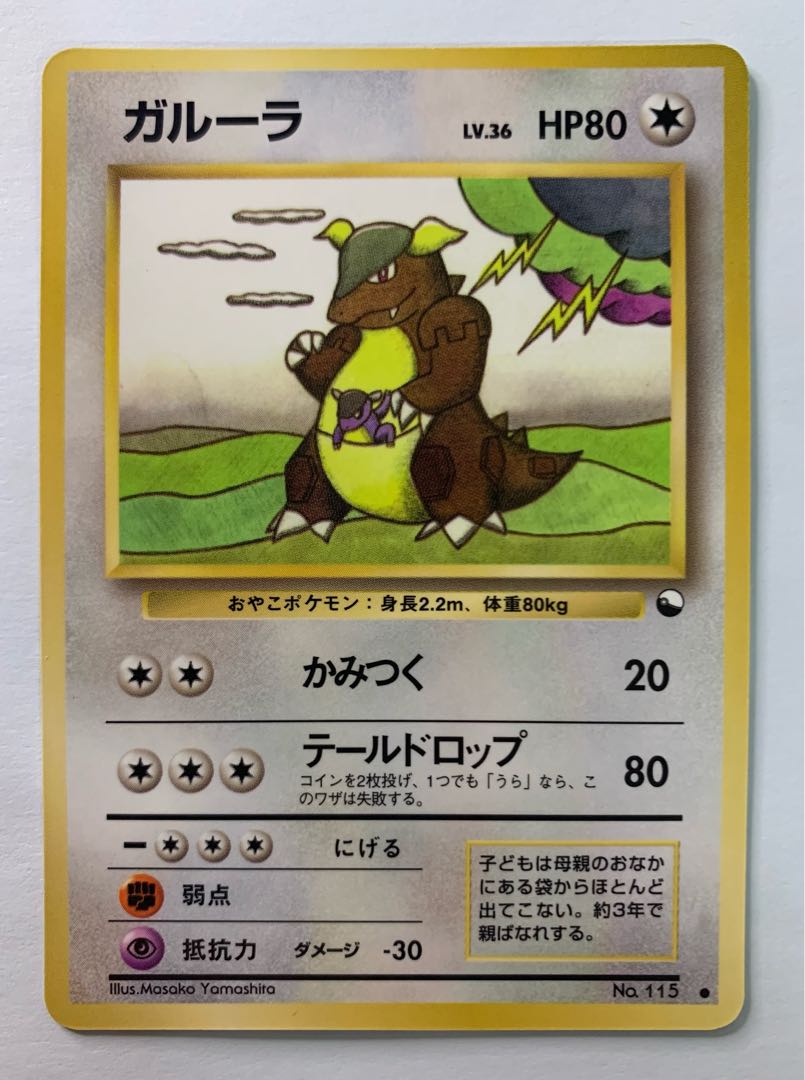 ガルーラ LV.36 HP80
おやこポケモン：身長2.2m、体重80kg
かみつく 20
テールドロップ 80
コインを2枚投げ、1つでも「うら」なら、こ
のワザは失敗する。
ー にげる
弱点
抵抗力 ダメージ -30
子どもは母親のおなか
にある袋からほとんど
出てこない。約3年で
親ばなれする。
Illus.Masako Yamashita No. 115